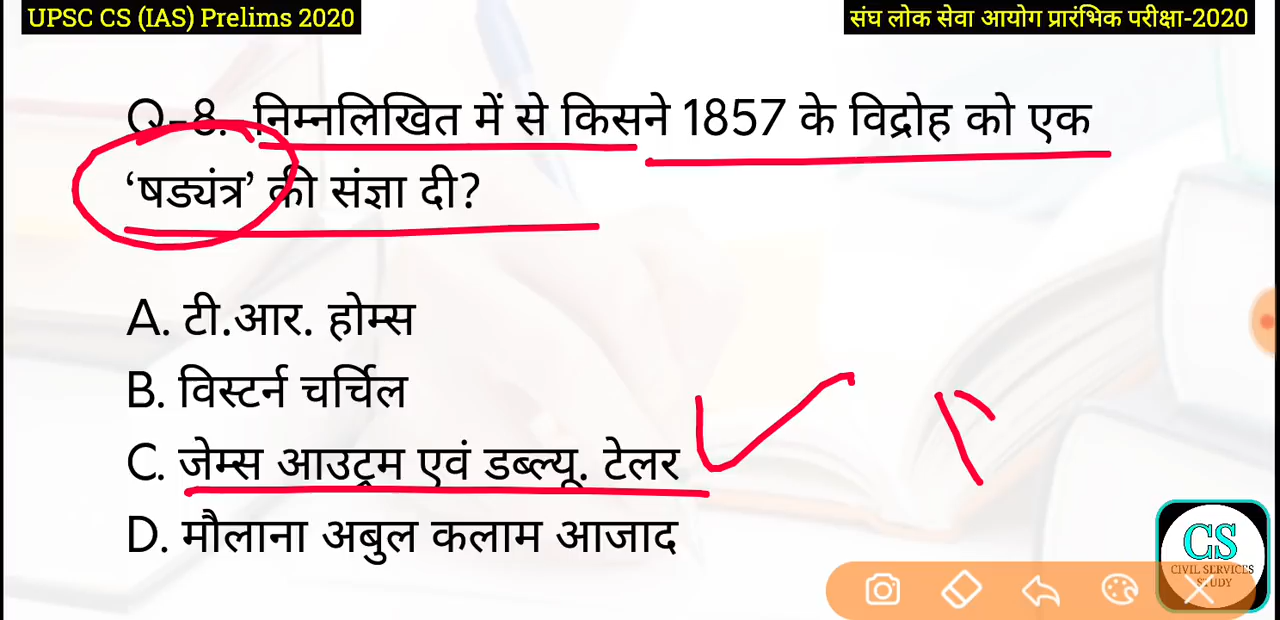 UPSC CS (IAS) Prelims 2020
संघ लोक सेवा आयोग प्रारंभिक परीक्षा-2020
Q-8. निम्नलिखित में से किसने 1857 के विद्रोह को एक
‘षड्यंत्र’ की संज्ञा दी?
A. टी.आर. होम्स
B. विस्टर्न चर्चिल
C. जेम्स आउट्रम एवं डब्ल्यू. टेलर
D. मौलाना अबुल कलाम आजाद
CS
CIVIL SERVICES
STUDY